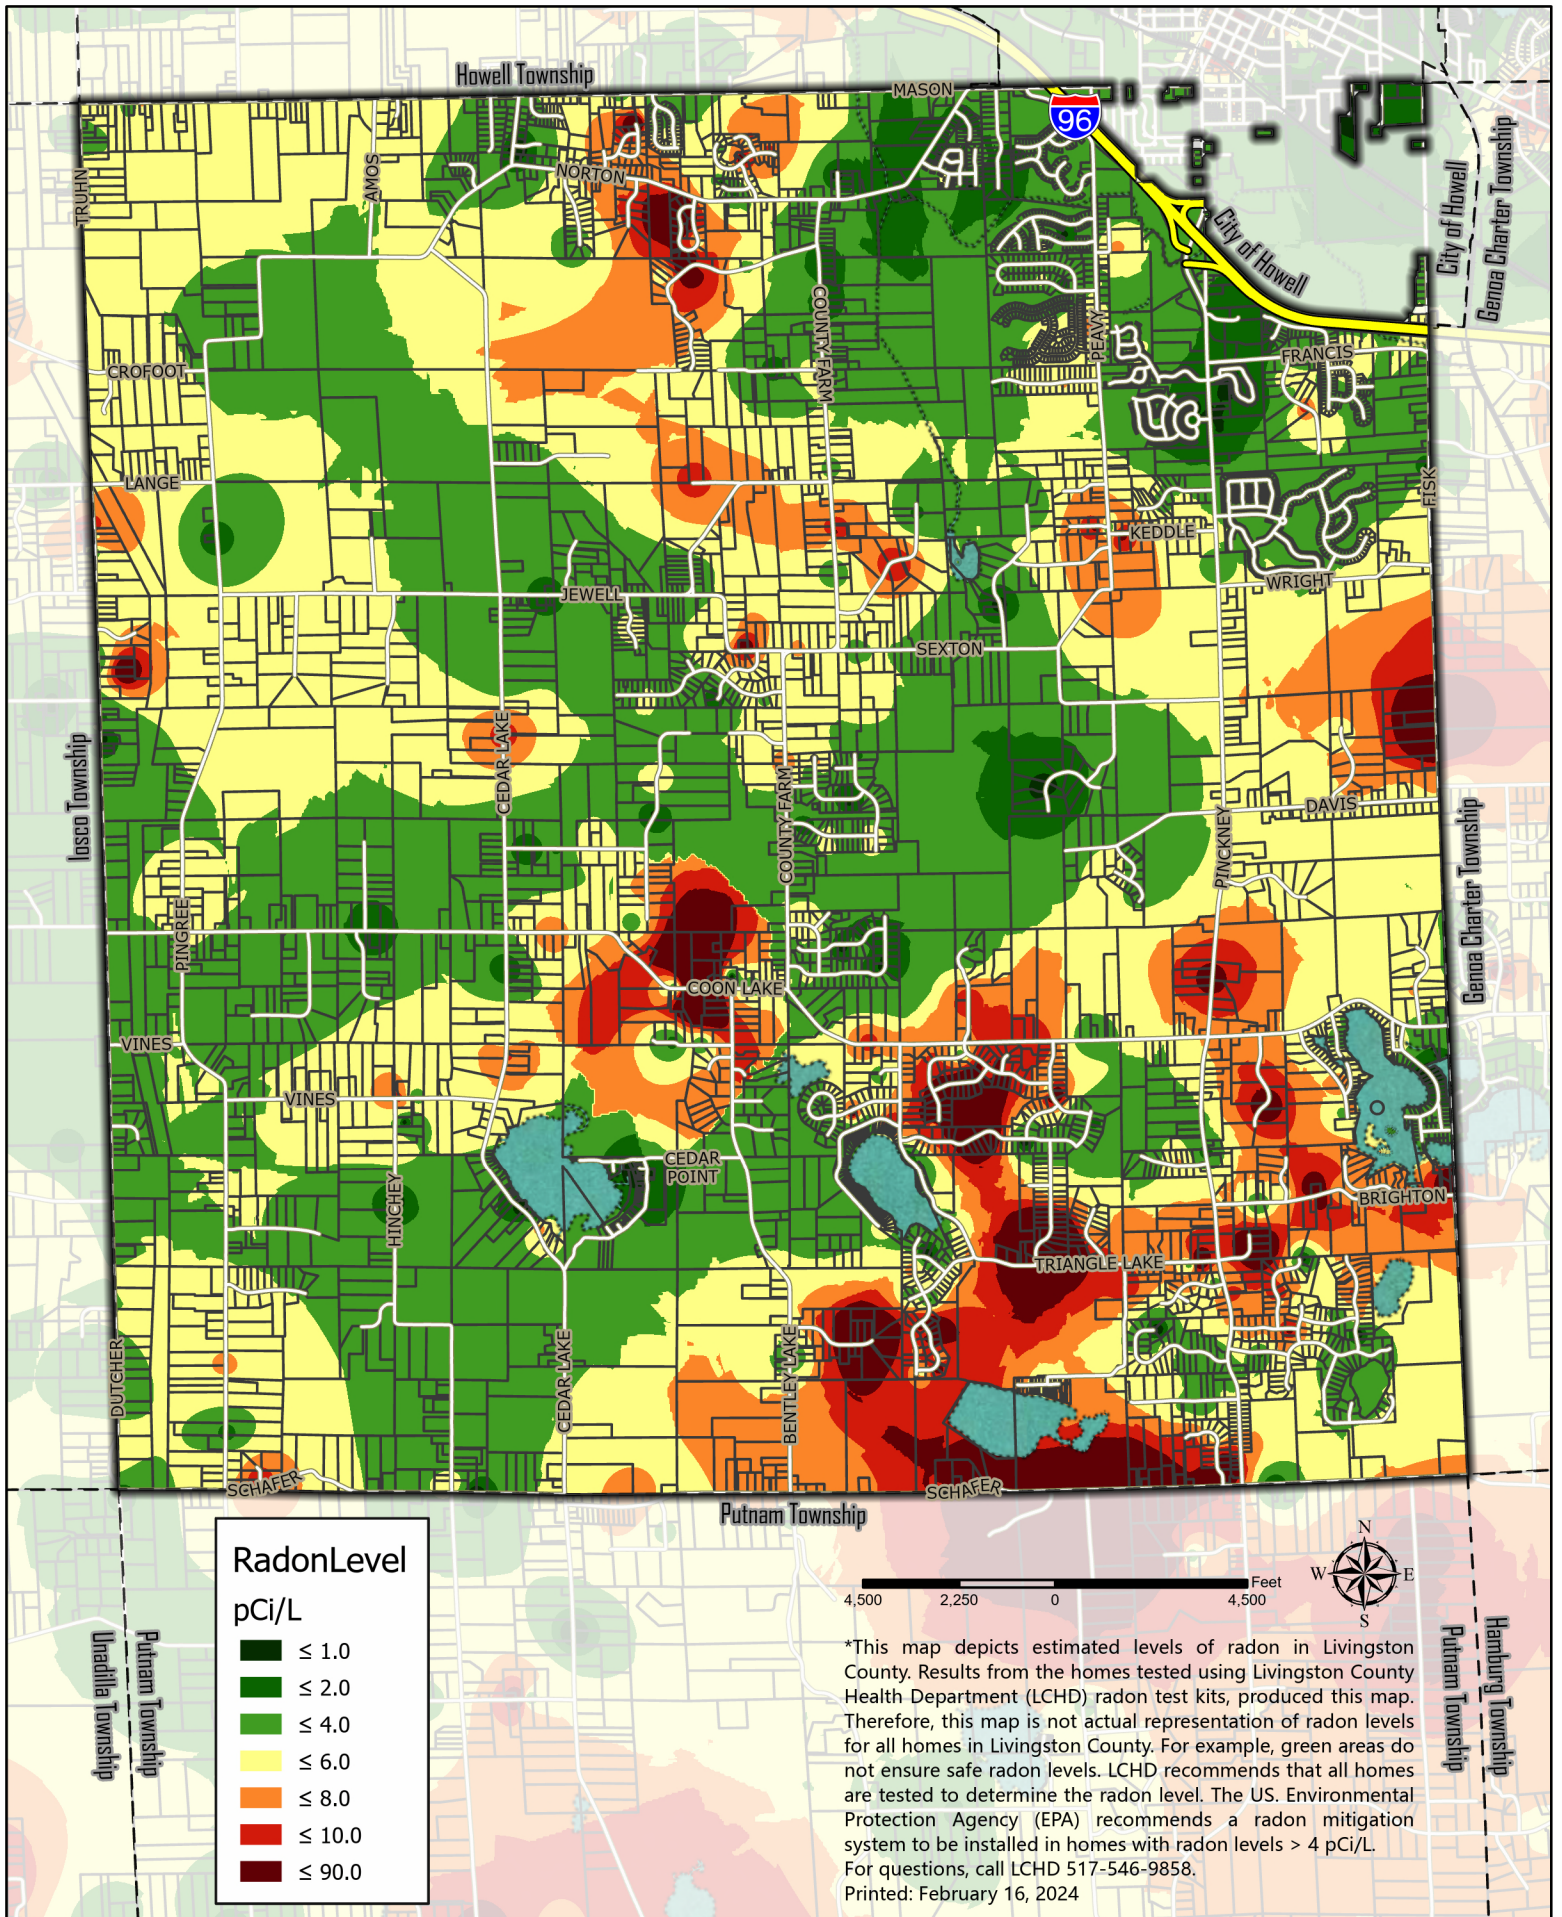 Howell Township
MASON
96
TRUHN
AMOS
NORTON
City of Howell
City of Howell
Genoa Charter Township
COUNTY FARM
PEAVY
FRANCIS
CROFOOT
LANGE
FISK
KEDDLE
WRIGHT
JEWELL
SEXTON
CEDAR LAKE
Iosco Township
COUNTY FARM
DAVIS
PINCKNEY
Genoa Charter Township
PINGREE
COON LAKE
VINES
VINES
CEDAR
POINT
HINCHEY
BRIGHTON
TRIANGLE LAKE
DUTCHER
CEDAR LAKE
BENTLEY LAKE
SCHAFER
SCHAFER
Putnam Township
RadonLevel
pCi/L
≤ 1.0
≤ 2.0
≤ 4.0
≤ 6.0
≤ 8.0
≤ 10.0
≤ 90.0
Unadilla Township
Putnam Township
N
W
E
S
Feet
4,500 2,250 0 4,500
*This map depicts estimated levels of radon in Livingston
County. Results from the homes tested using Livingston County
Health Department (LCHD) radon test kits, produced this map.
Therefore, this map is not actual representation of radon levels
for all homes in Livingston County. For example, green areas do
not ensure safe radon levels. LCHD recommends that all homes
are tested to determine the radon level. The US. Environmental
Protection Agency (EPA) recommends a radon mitigation
system to be installed in homes with radon levels > 4 pCi/L.
For questions, call LCHD 517-546-9858.
Printed: February 16, 2024
Putnam Township
Hamburg Township